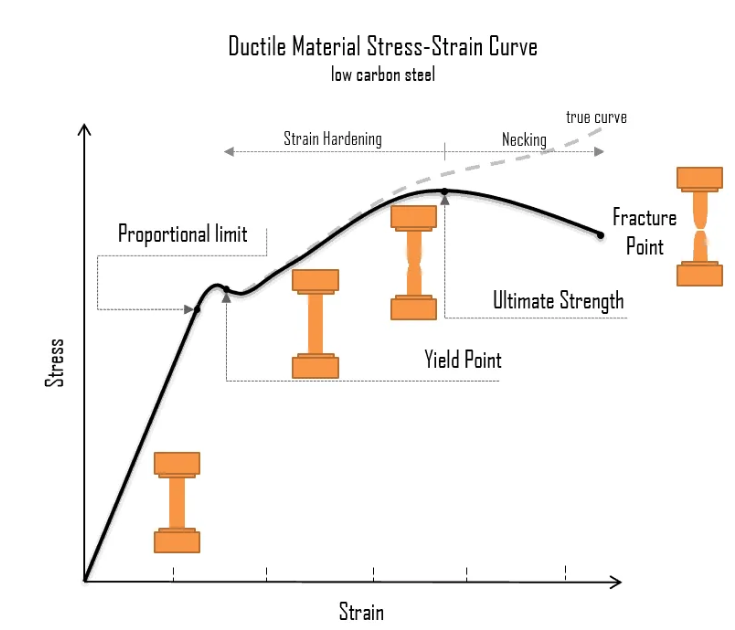 Ductile Material Stress-Strain Curve
low carbon steel
true curve
Strain Hardening
Necking
Proportional limit
Fracture
Point
Ultimate Strength
Yield Point
Stress
Strain